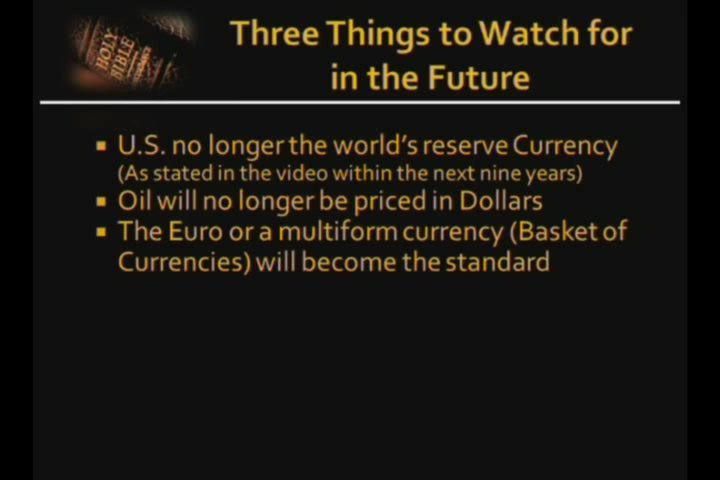 HOLY
BIBLE
Three Things to Watch for
in the Future
▪ U.S. no longer the world's reserve Currency
(As stated in the video within the next nine years)
▪ Oil will no longer be priced in Dollars
▪ The Euro or a multiform currency (Basket of
Currencies) will become the standard